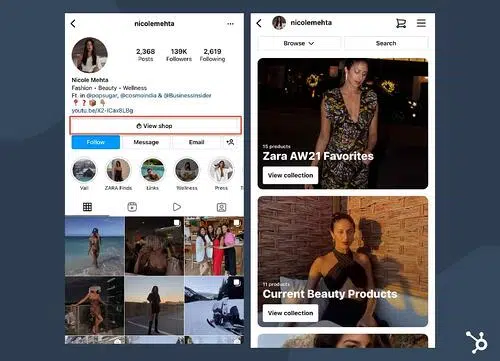 nicolemehta
2,368
139K
2,619
Posts
Followers
Following
Nicole Mehta
Fashion • Beauty • Wellness
Ft. in @popsugar, @cosmoindia & @BusinessInsider
youtu.be/X2-ICax8LBg
View shop
Follow
Message
Email
Vail
ZARA Finds
Links
Wellness
Press
nicolemehta
Browse
Search
15 products
Zara AW21 Favorites
View collection
11 products
Current Beauty Products
View collection